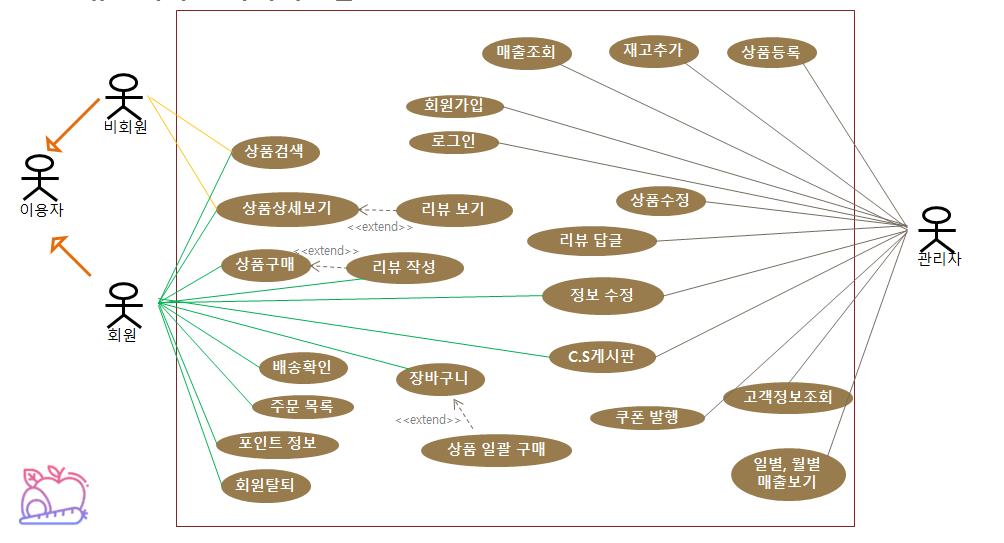 매출조회
재고추가
상품등록
비회원
회원가입
로그인
상품검색
이용자
상품상세보기
리뷰 보기
상품수정
<<extend>>
리뷰 답글
<<extend>>
관리자
상품구매
리뷰 작성
정보 수정
회원
C.S게시판
배송확인
장바구니
주문 목록
고객정보조회
<<extend>>
쿠폰 발행
포인트 정보
상품 일괄 구매
일별, 월별
매출보기
회원탈퇴